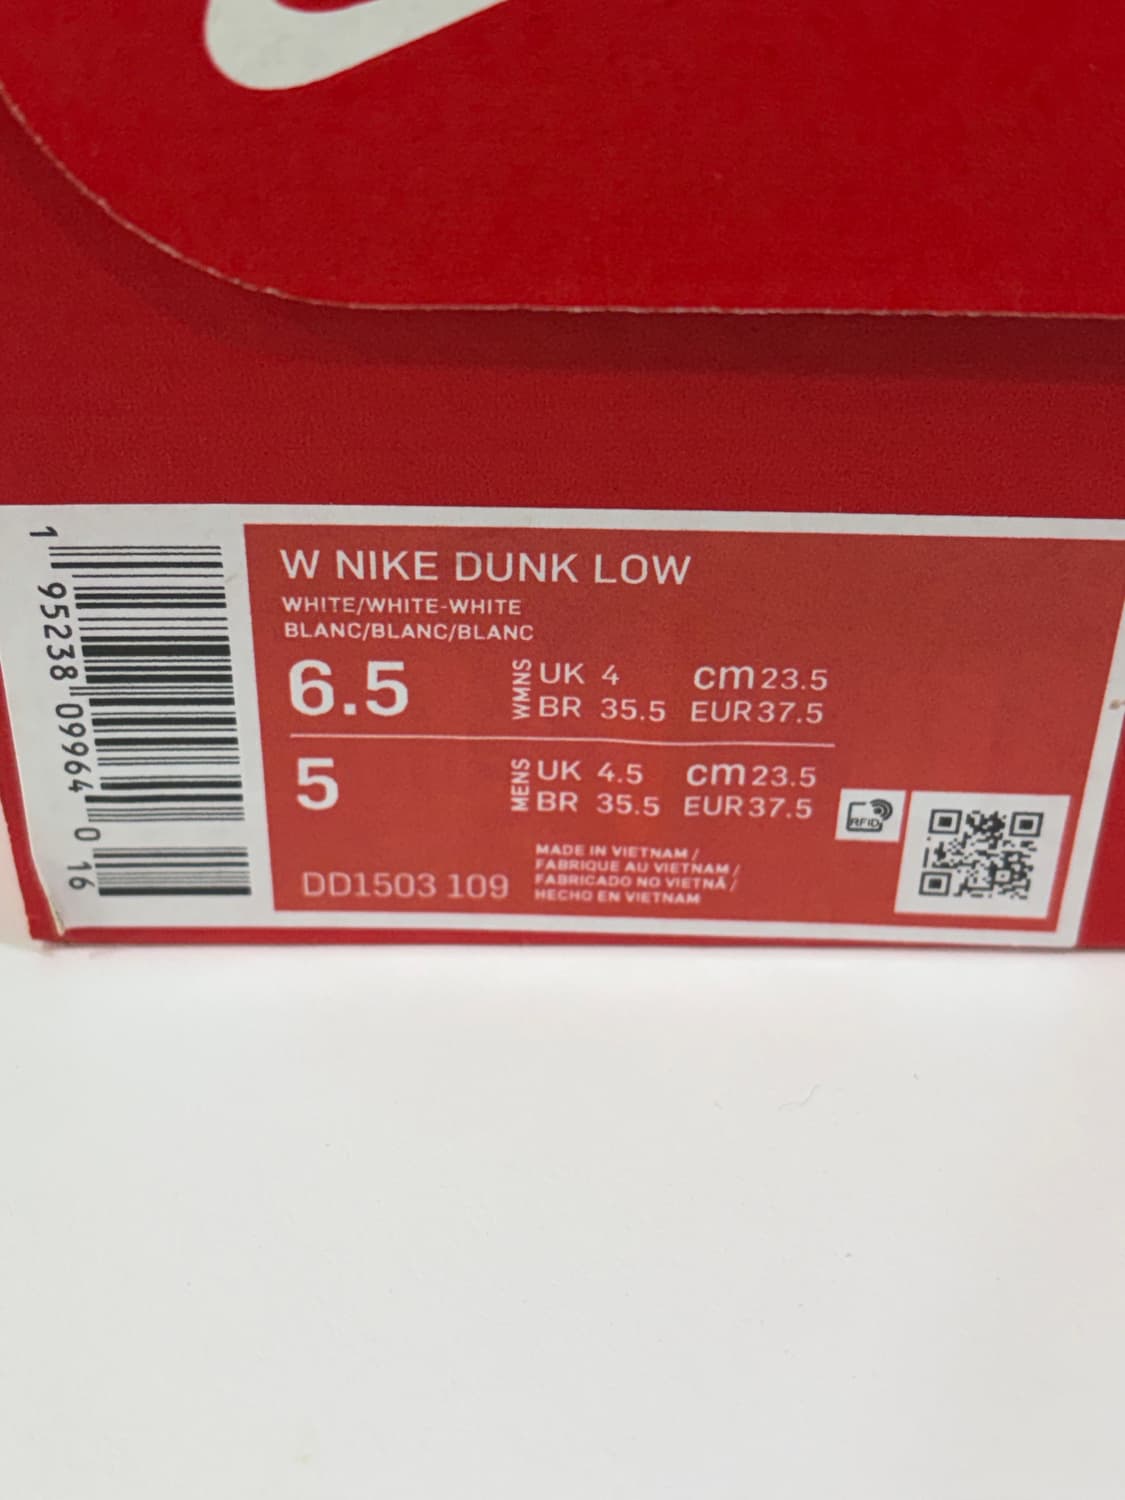 W NIKE DUNK LOW
WHITE/WHITE-WHITE
BLANC/BLANC/BLANC
6.5 WMNS UK 4 cm 23.5
BR 35.5 EUR 37.5
5 MENS UK 4.5 cm 23.5
BR 35.5 EUR 37.5
DD1503 109
MADE IN VIETNAM /
FABRIQUE AU VIETNAM /
FABRICADO NO VIETNÃ /
HECHO EN VIETNAM
RFID
1 95238 09964 0 16